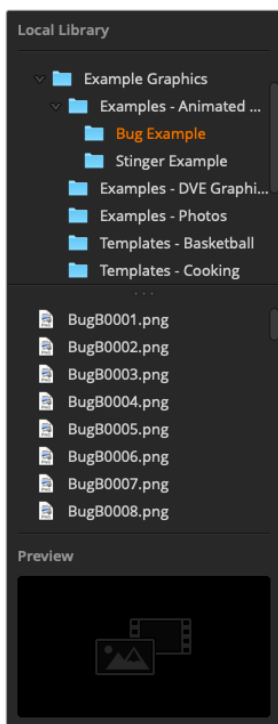 Local Library
Example Graphics
Examples - Animated ...
Bug Example
Stinger Example
Examples - DVE Graphi...
Examples - Photos
Templates - Basketball
Templates - Cooking
BugB0001.png
BugB0002.png
BugB0003.png
BugB0004.png
BugB0005.png
BugB0006.png
BugB0007.png
BugB0008.png
Preview